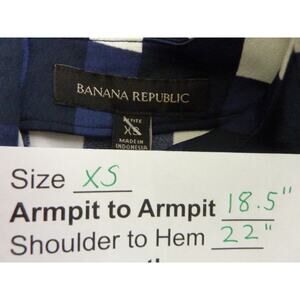 BANANA REPUBLIC
PETITE
XS
MADE IN
INDONESIA
Size XS
Armpit to Armpit 18.5"
Shoulder to Hem 22"